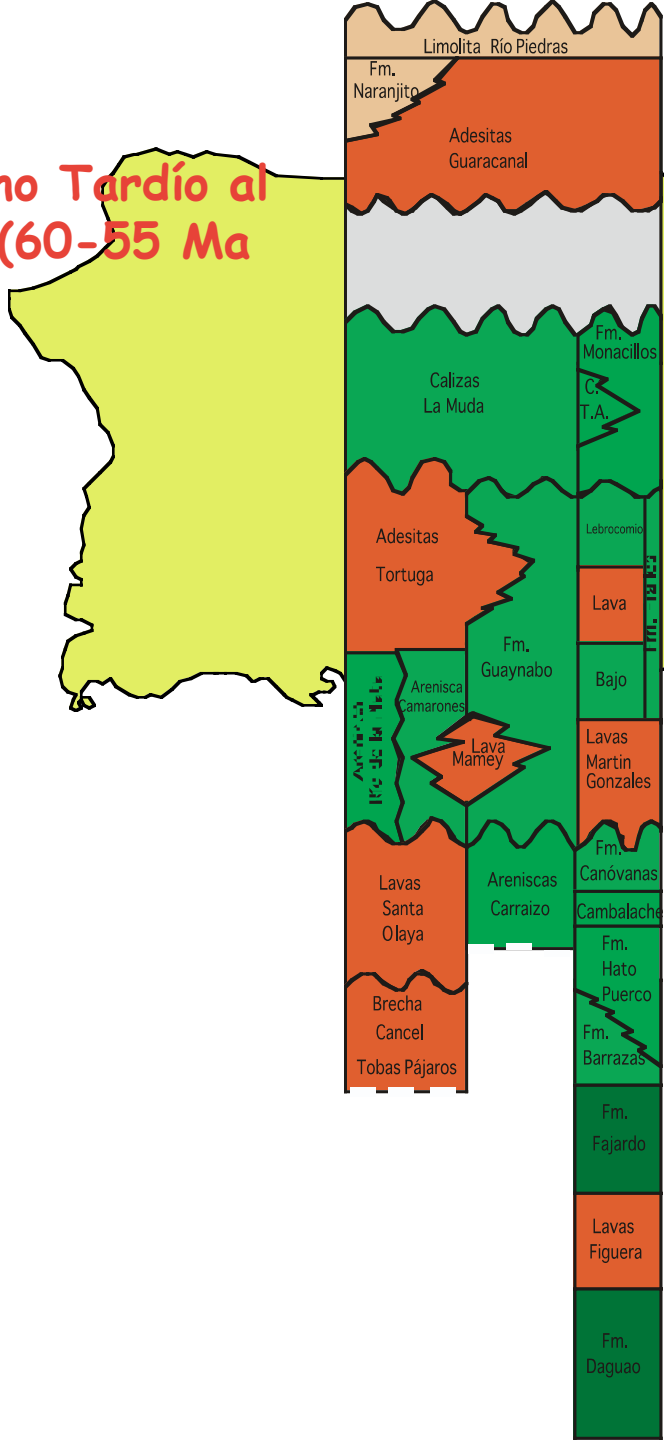 Limolita Río Piedras
Fm.
Naranjito
Adesitas
Guaracanal
Tardío al
(60-55 Ma
Fm.
Monacillos
C.
T.A.
Calizas
La Muda
Adesitas
Tortuga
Lebrocomio
Lava
Fm.
Guaynabo
Bajo
Arenisca
Camarones
Lava
Mamey
Lavas
Martin
Gonzales
Fm.
Canóvanas
Lavas
Santa
Olaya
Areniscas
Carraizo
Cambalache
Fm.
Hato
Puerco
Brecha
Cancel
Tobas Pájaros
Fm.
Barrazas
Fm.
Fajardo
Lavas
Figuera
Fm.
Daguao